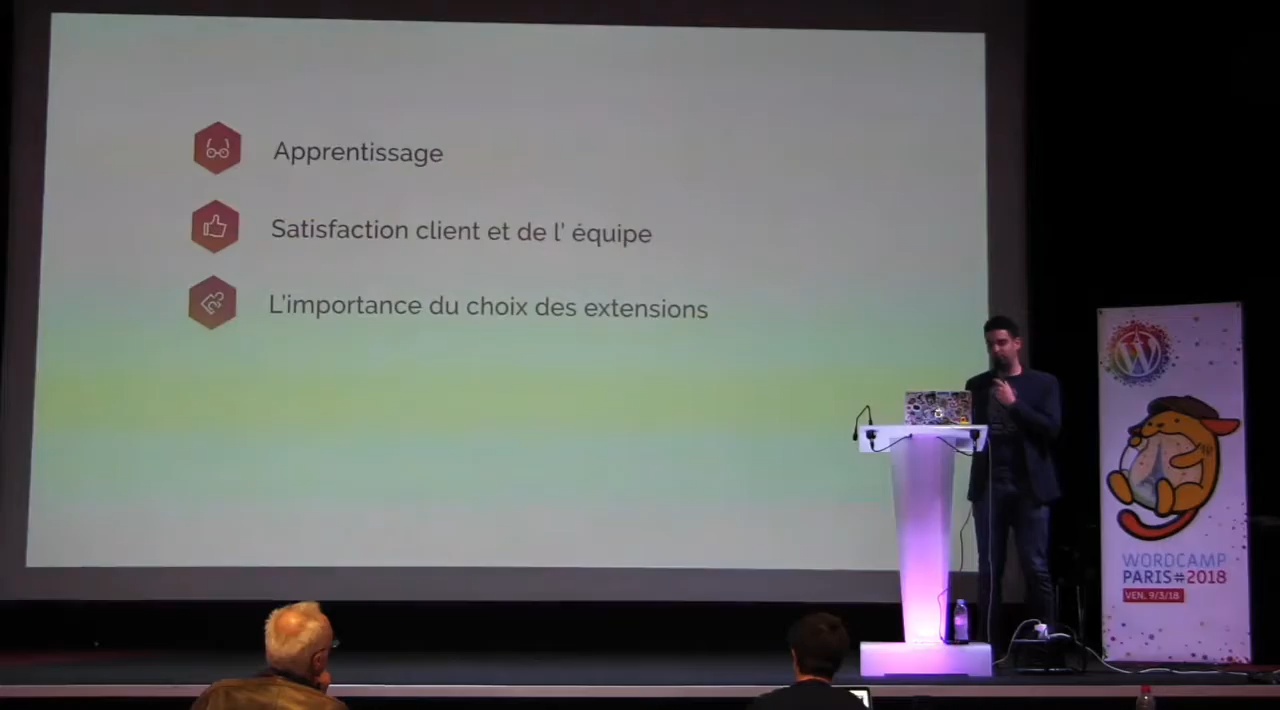 Apprentissage
Satisfaction client et de l' équipe
L'importance du choix des extensions
WORDCAMP
PARIS#2018
VEN. 9/3/18